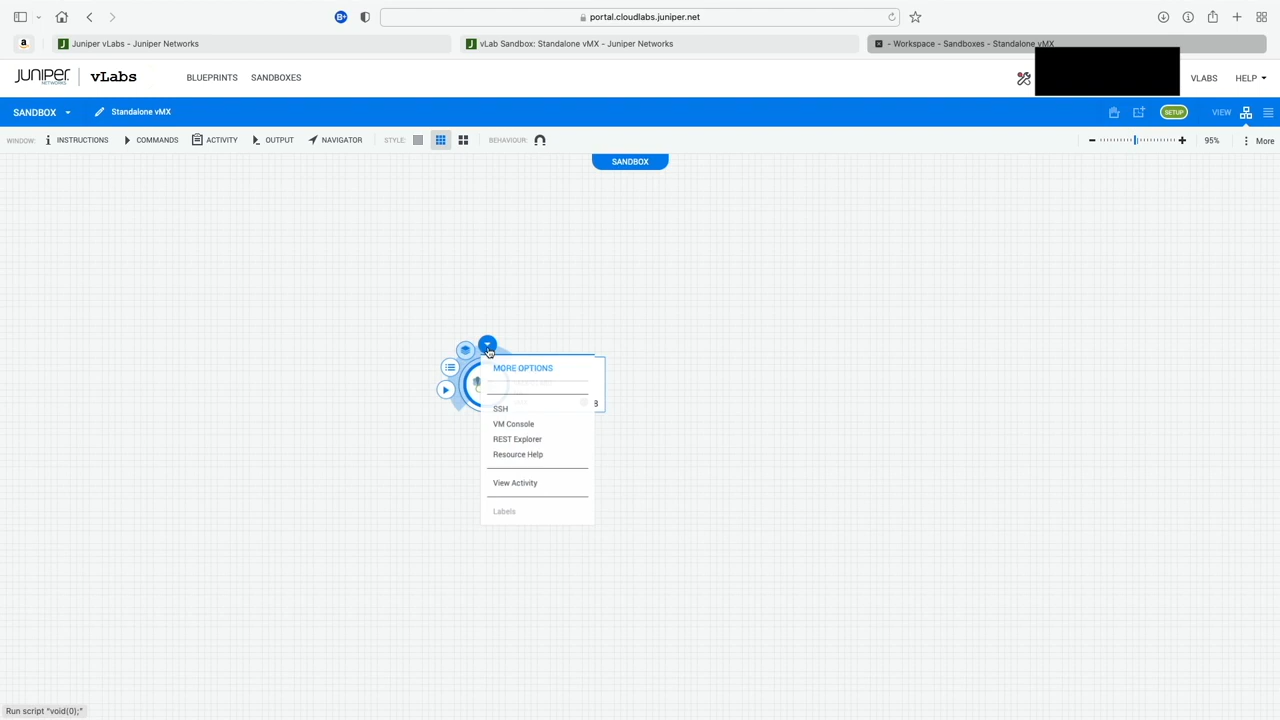 portal.cloudlabs.juniper.net
Juniper vLabs - Juniper Networks
vLab Sandbox: Standalone vMX - Juniper Networks
- Workspace - Sandboxes - Standalone vMX
JUNIPER NETWORKS vLabs BLUEPRINTS SANDBOXES VLABS HELP
SANDBOX Standalone vMX SETUP VIEW
WINDOW: INSTRUCTIONS COMMANDS ACTIVITY OUTPUT NAVIGATOR STYLE: BEHAVIOUR: 95% More
SANDBOX
MORE OPTIONS
SSH
VM Console
REST Explorer
Resource Help
View Activity
Labels
Run script "void(0);"